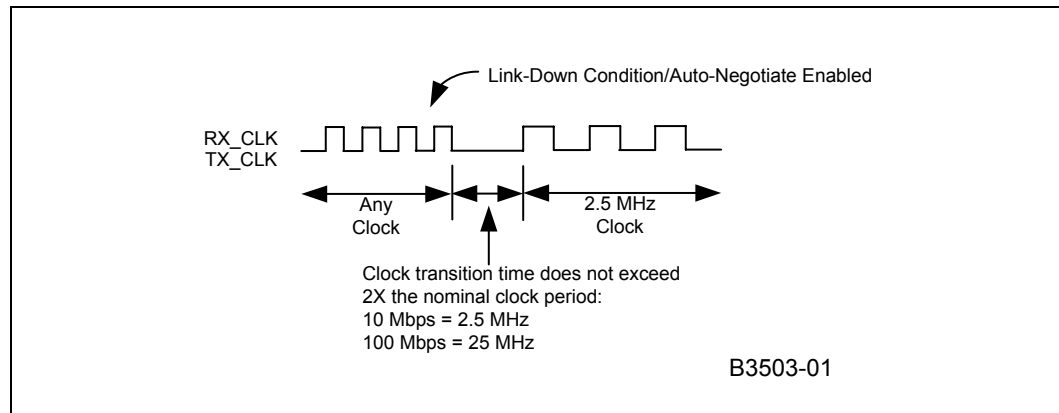 Link-Down Condition/Auto-Negotiate Enabled
RX_CLK
TX_CLK
Any
Clock
2.5 MHz
Clock
Clock transition time does not exceed
2X the nominal clock period:
10 Mbps = 2.5 MHz
100 Mbps = 25 MHz
B3503-01